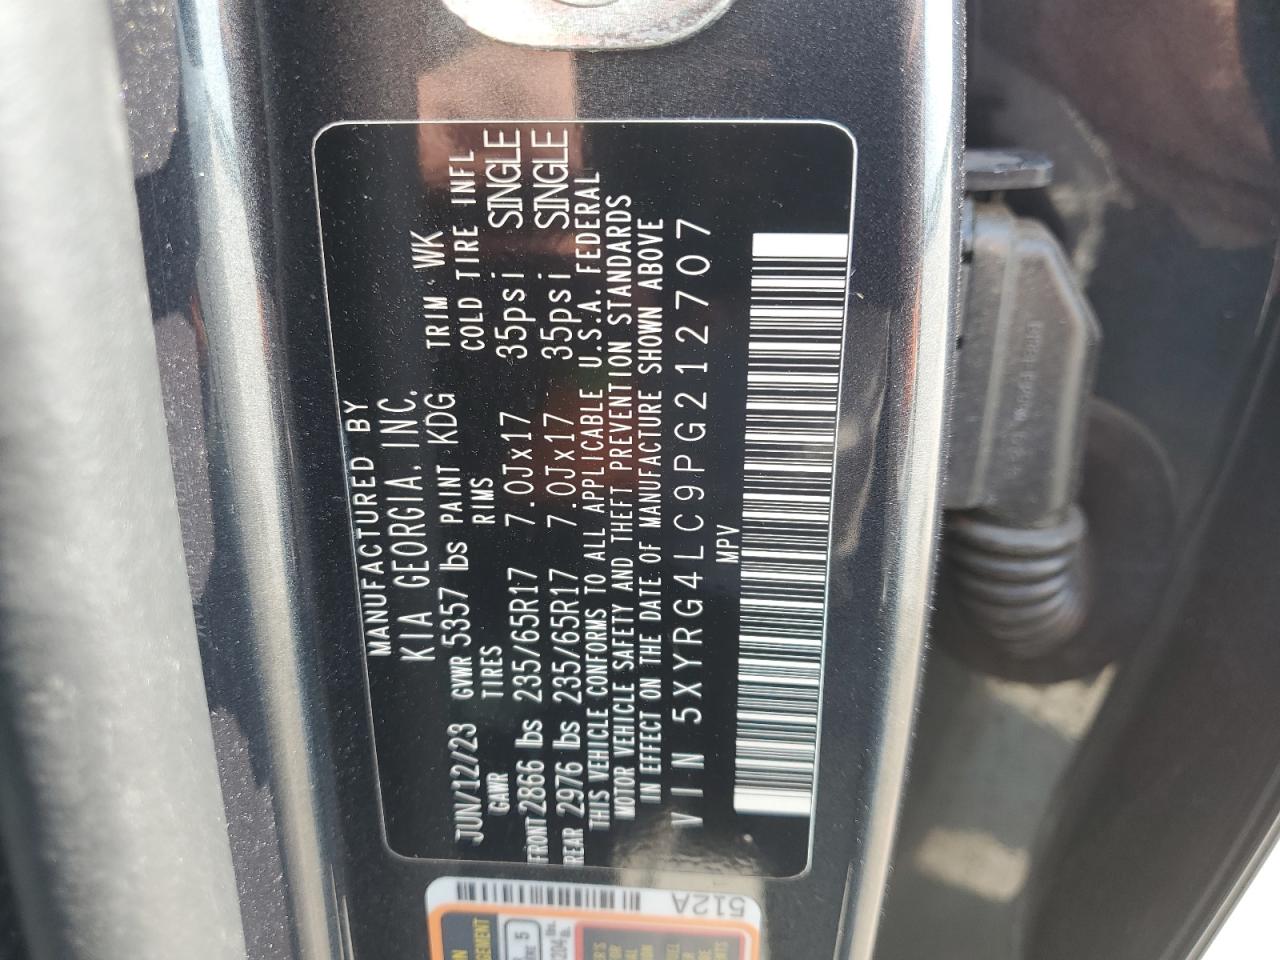 MANUFACTURED BY
KIA GEORGIA, INC.
JUN/12/23 GVWR 5357 lbs PAINT KDG TRIM WK
GAWR TIRES RIMS COLD TIRE INFL
FRONT 2866 lbs 235/65R17 7.0Jx17 35psi SINGLE
REAR 2976 lbs 235/65R17 7.0Jx17 35psi SINGLE
THIS VEHICLE CONFORMS TO ALL APPLICABLE U.S.A. FEDERAL
MOTOR VEHICLE SAFETY AND THEFT PREVENTION STANDARDS
IN EFFECT ON THE DATE OF MANUFACTURE SHOWN ABOVE
VIN 5XYRG4LC9PG212707
MPV
512A
5